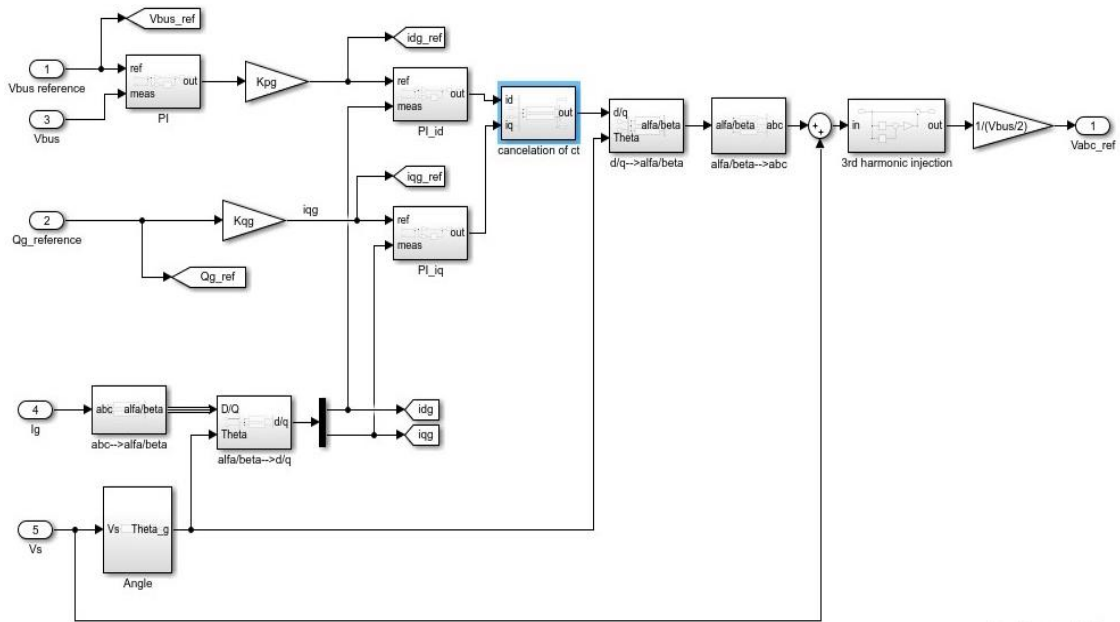 Vbus_ref
1
Vbus reference
3
Vbus
ref
meas
out
PI
Kpg
idg_ref
ref
meas
out
PI_id
id
iq
out
cancelation of ct
d/q
Theta
alfa/beta
d/q-->alfa/beta
alfa/beta
abc
alfa/beta-->abc
+
+
in
out
3rd harmonic injection
1/(Vbus/2)
1
Vabc_ref
2
Qg_reference
Qg_ref
Kqg
iqg
iqg_ref
ref
meas
out
PI_iq
4
Ig
abc
alfa/beta
abc-->alfa/beta
D/Q
Theta
d/q
alfa/beta-->d/q
idg
iqg
5
Vs
Vs
Theta_g
Angle